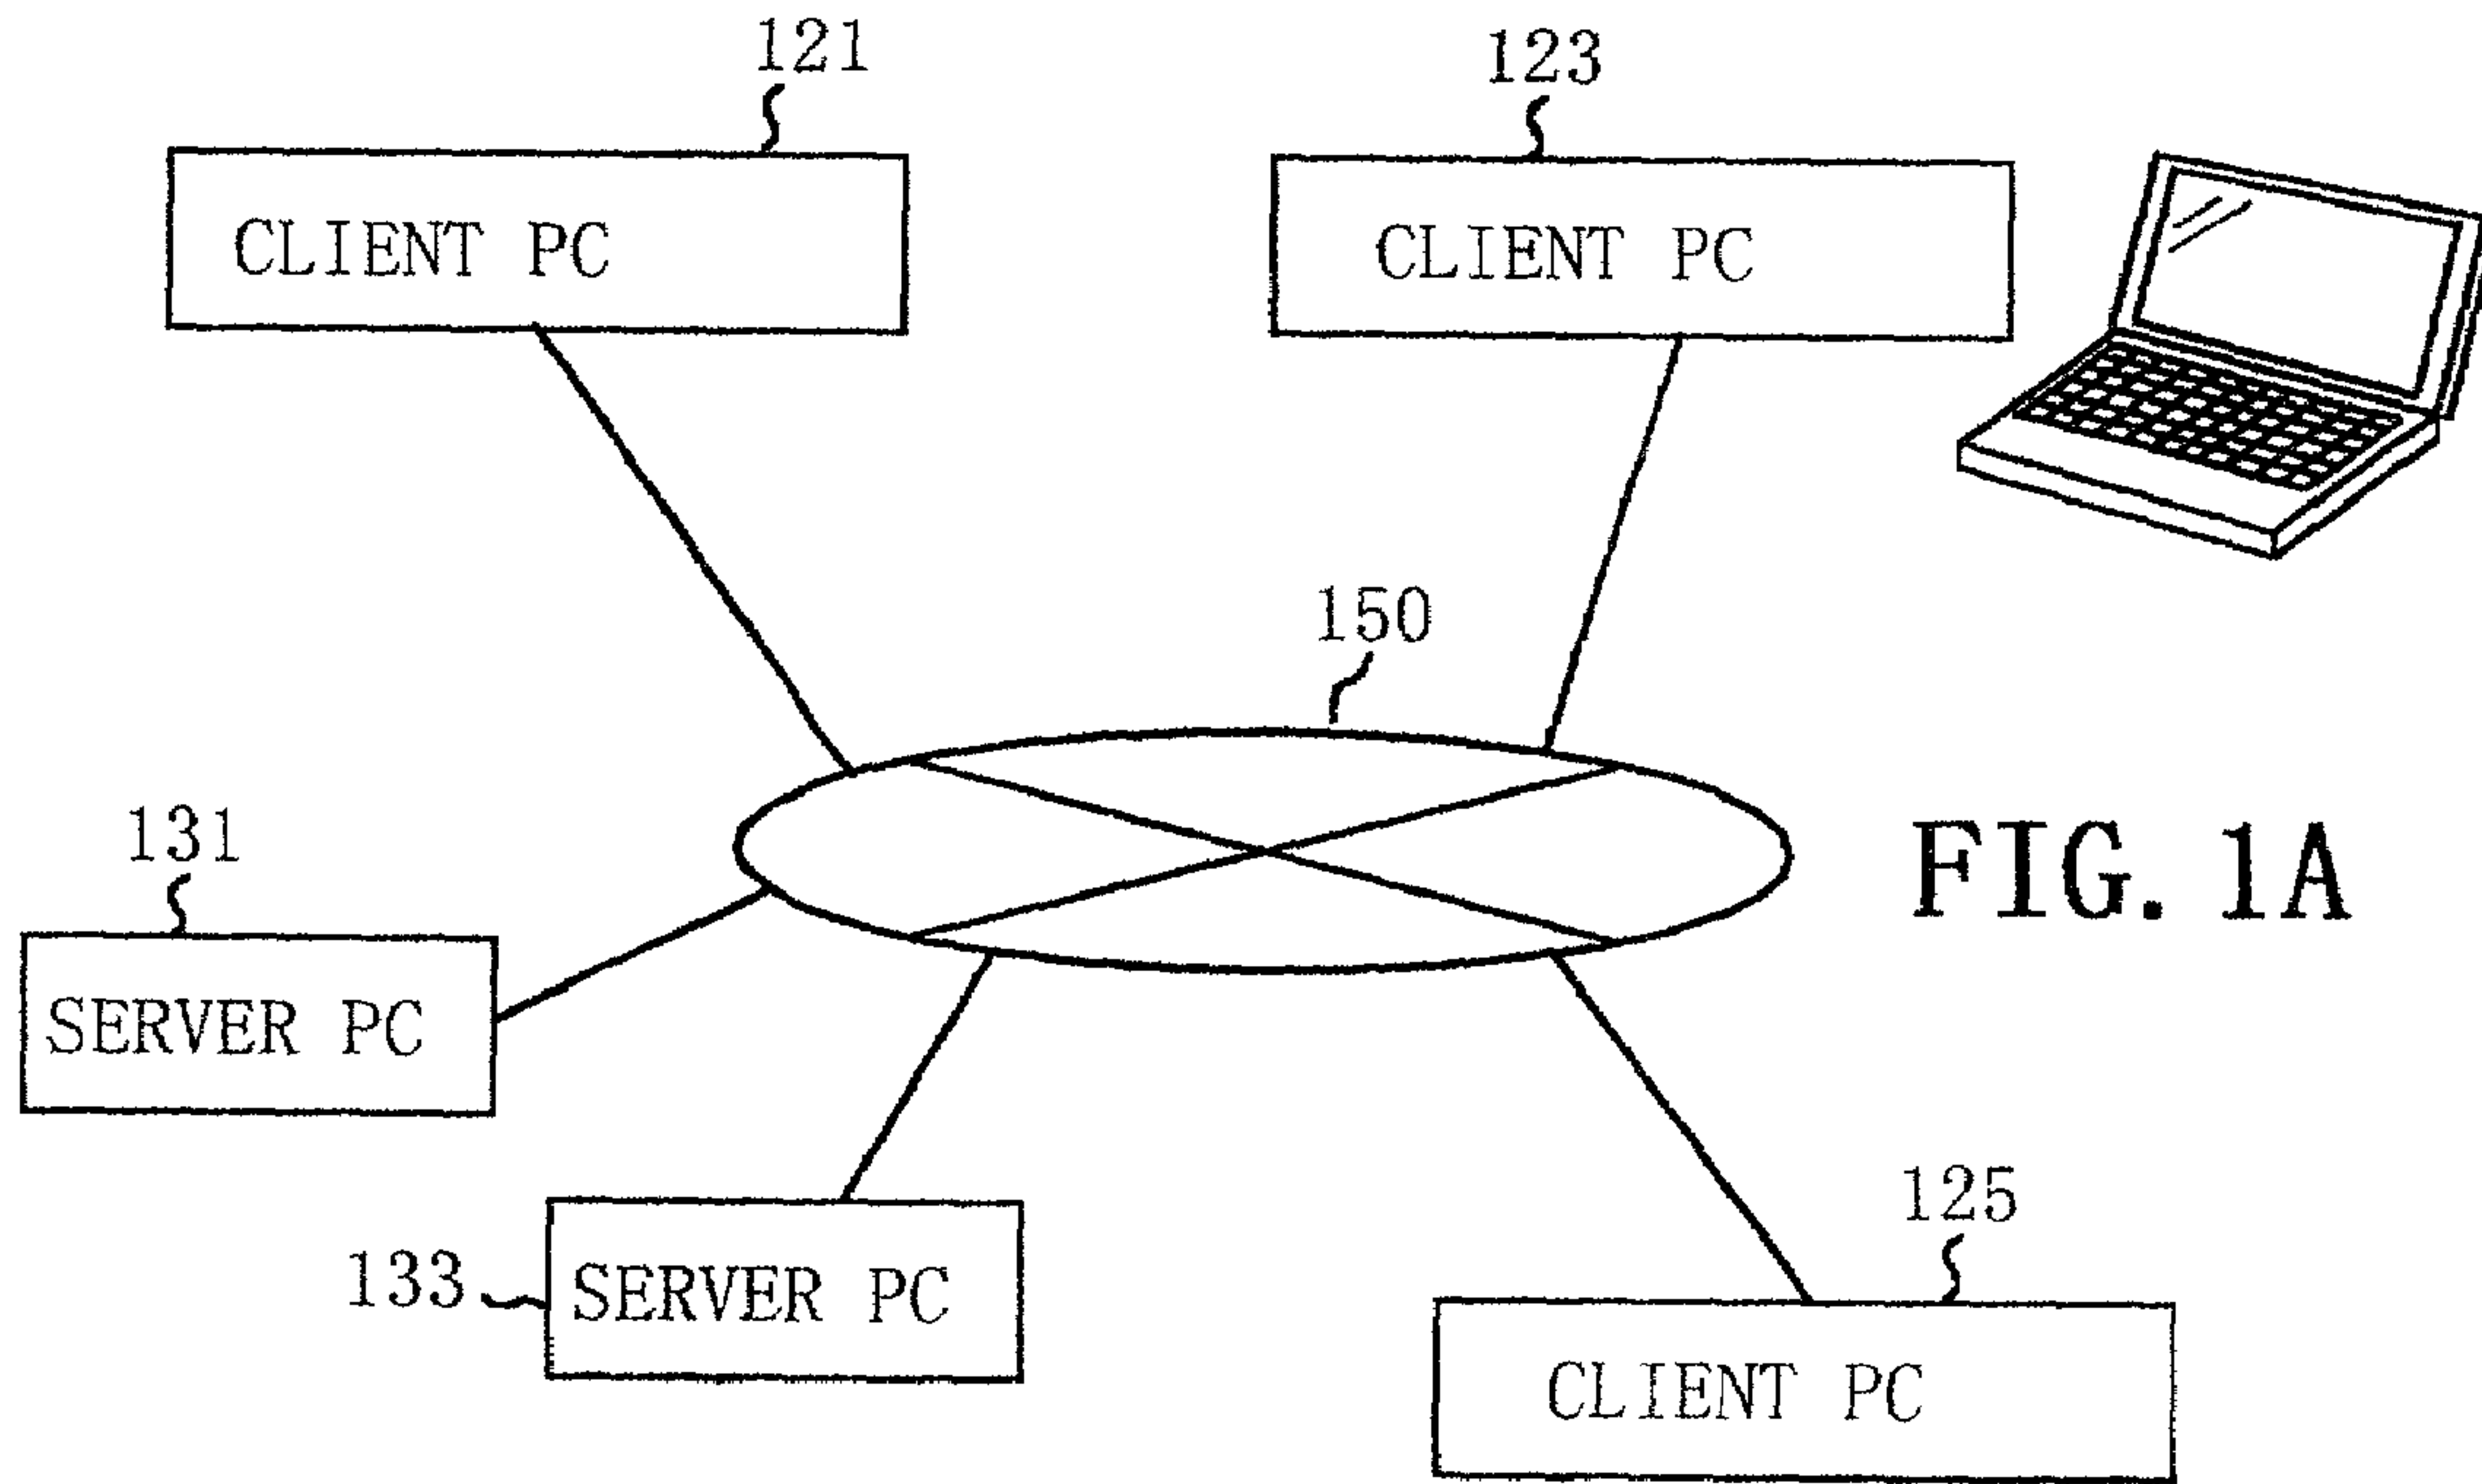 121
123
CLIENT PC
CLIENT PC
150
131
FIG. 1A
SERVER PC
125
133
SERVER PC
CLIENT PC